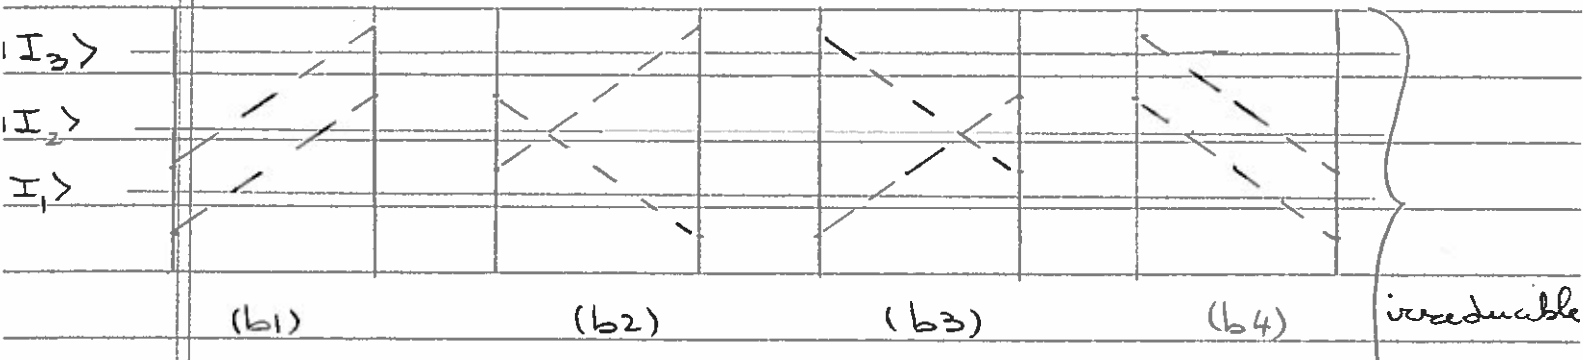 |I₃>
|I₂>
I₁>
(b1) (b2) (b3) (b4) irreducible